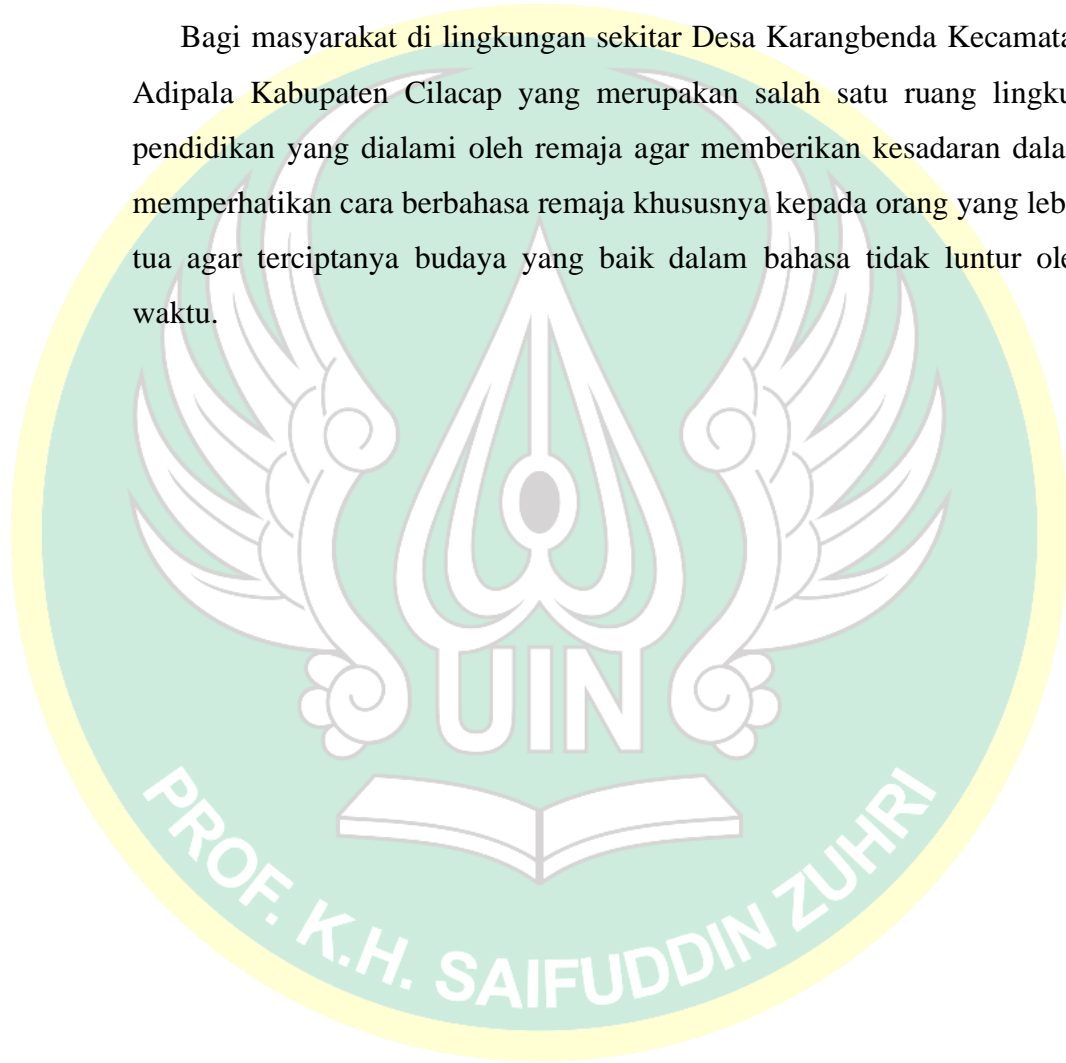 Bagi masyarakat di lingkungan sekitar Desa Karangbenda Kecamata
Adipala Kabupaten Cilacap yang merupakan salah satu ruang lingku
pendidikan yang dialami oleh remaja agar memberikan kesadaran dala
memperhatikan cara berbahasa remaja khususnya kepada orang yang leb
tua agar terciptanya budaya yang baik dalam bahasa tidak luntur ole
waktu.
UIN
PROF. K.H. SAIFUDDIN ZUHRI